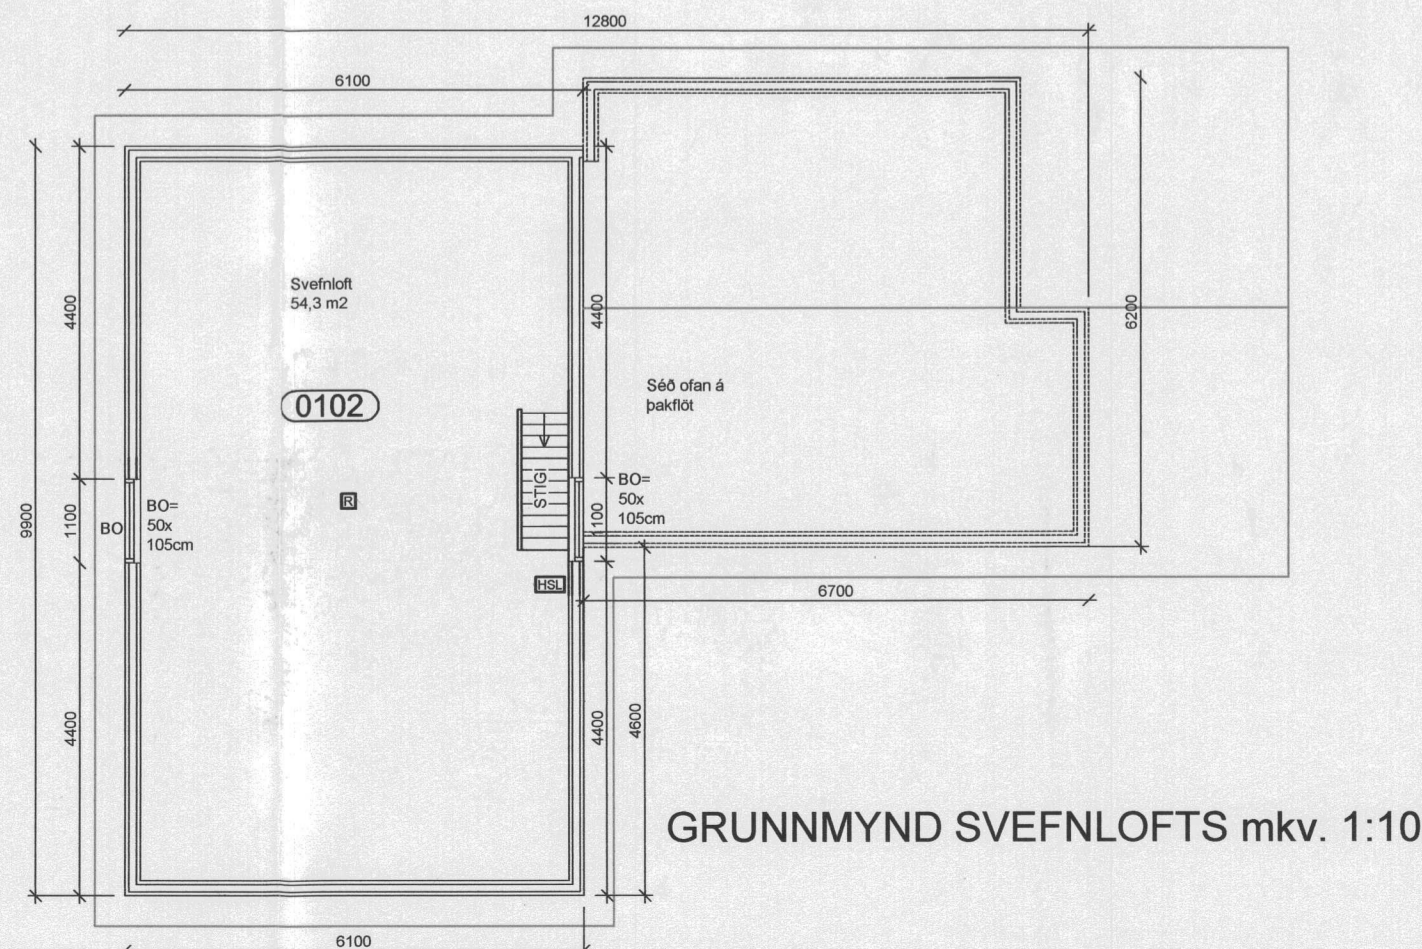 12800
6100
Svefnloft
54,3 m2
4400
4400
6200
0102
Séð ofan á
þakflöt
STIGI
R
BO=
50x
105cm
BO=
50x
105cm
BO
1100
1100
9900
HSL
6700
4400
4400
4600
GRUNNMYND SVEFNLOFTS mkv. 1:10
6100